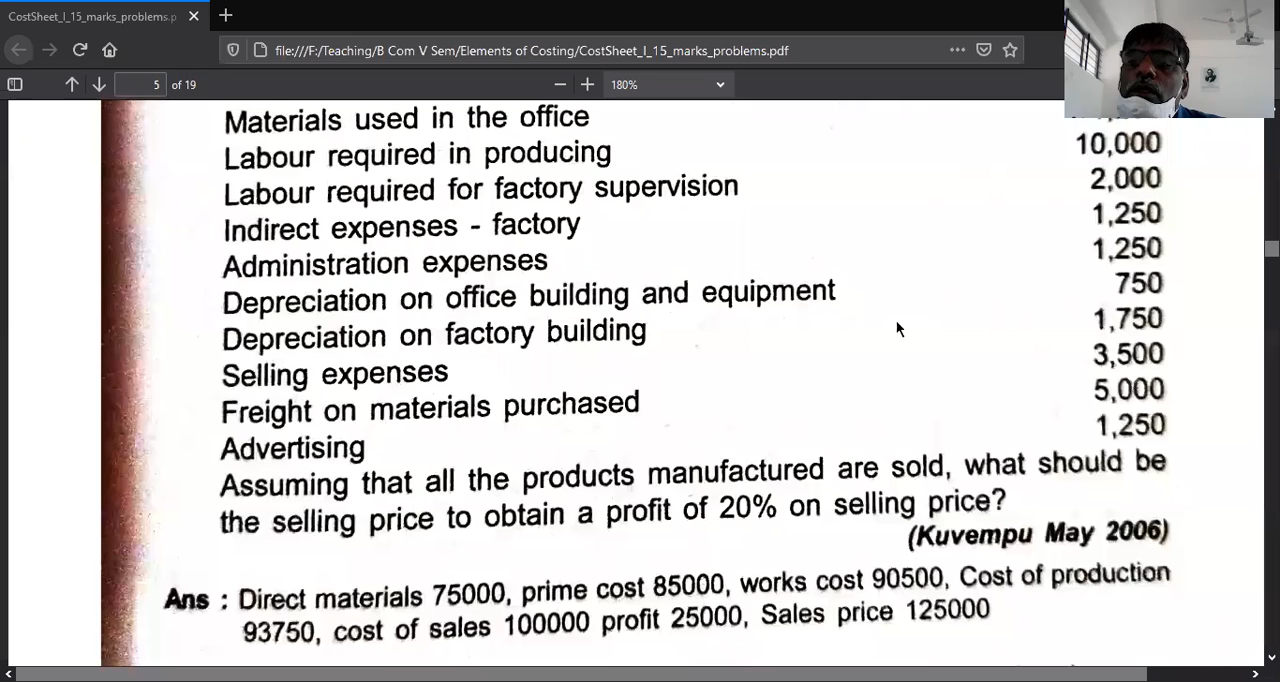 CostSheet_I_15_marks_problems.p
file:///F:/Teaching/B Com V Sem/Elements of Costing/CostSheet_I_15_marks_problems.pdf
5 of 19
180%
Materials used in the office
Labour required in producing 10,000
Labour required for factory supervision 2,000
Indirect expenses - factory 1,250
Administration expenses 1,250
Depreciation on office building and equipment 750
Depreciation on factory building 1,750
Selling expenses 3,500
Freight on materials purchased 5,000
Advertising 1,250
Assuming that all the products manufactured are sold, what should be
the selling price to obtain a profit of 20% on selling price?
(Kuvempu May 2006)
Ans : Direct materials 75000, prime cost 85000, works cost 90500, Cost of production
93750, cost of sales 100000 profit 25000, Sales price 125000